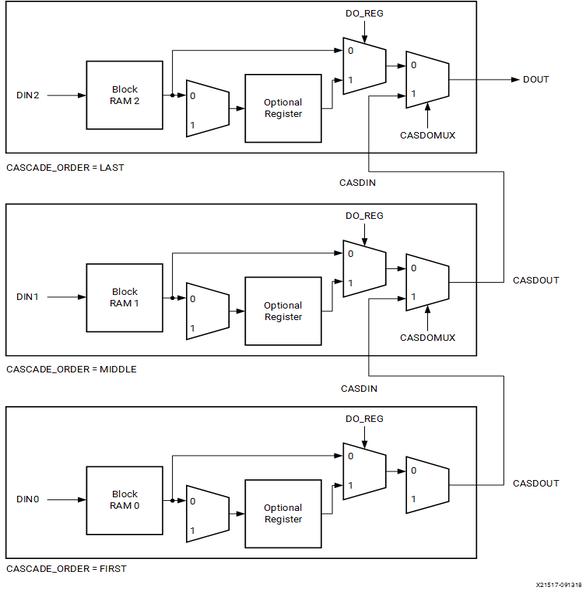 DO_REG
0
1
0
1
DIN2
Block
RAM 2
0
1
Optional
Register
DOUT
CASDOMUX
CASCADE_ORDER = LAST
CASDIN
DO_REG
0
1
0
1
DIN1
Block
RAM 1
0
1
Optional
Register
CASDOUT
CASDOMUX
CASCADE_ORDER = MIDDLE
CASDIN
DO_REG
0
1
0
1
DIN0
Block
RAM 0
0
1
Optional
Register
CASDOUT
CASCADE_ORDER = FIRST
X21517-091318